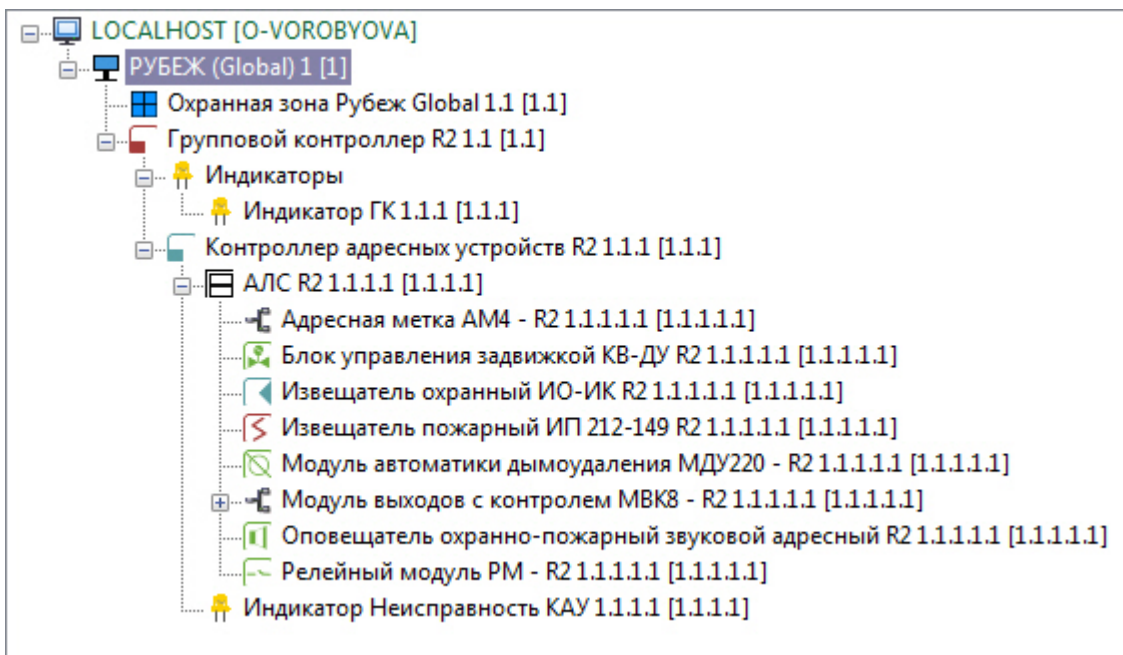 LOCALHOST [O-VOROBYOVA]
РУБЕЖ (Global) 1 [1]
Охранная зона Рубеж Global 1.1 [1.1]
Групповой контроллер R2 1.1 [1.1]
Индикаторы
Индикатор ГК 1.1.1 [1.1.1]
Контроллер адресных устройств R2 1.1.1 [1.1.1]
АЛС R2 1.1.1.1 [1.1.1.1]
Адресная метка АМ4 - R2 1.1.1.1.1 [1.1.1.1.1]
Блок управления задвижкой КВ-ДУ R2 1.1.1.1.1 [1.1.1.1.1]
Извещатель охранный ИО-ИК R2 1.1.1.1.1 [1.1.1.1.1]
Извещатель пожарный ИП 212-149 R2 1.1.1.1.1 [1.1.1.1.1]
Модуль автоматики дымоудаления МДУ220 - R2 1.1.1.1.1 [1.1.1.1.1]
Модуль выходов с контролем МВК8 - R2 1.1.1.1.1 [1.1.1.1.1]
Оповещатель охранно-пожарный звуковой адресный R2 1.1.1.1.1 [1.1.1.1.1]
Релейный модуль РМ - R2 1.1.1.1.1 [1.1.1.1.1]
Индикатор Неисправность КАУ 1.1.1.1 [1.1.1.1]